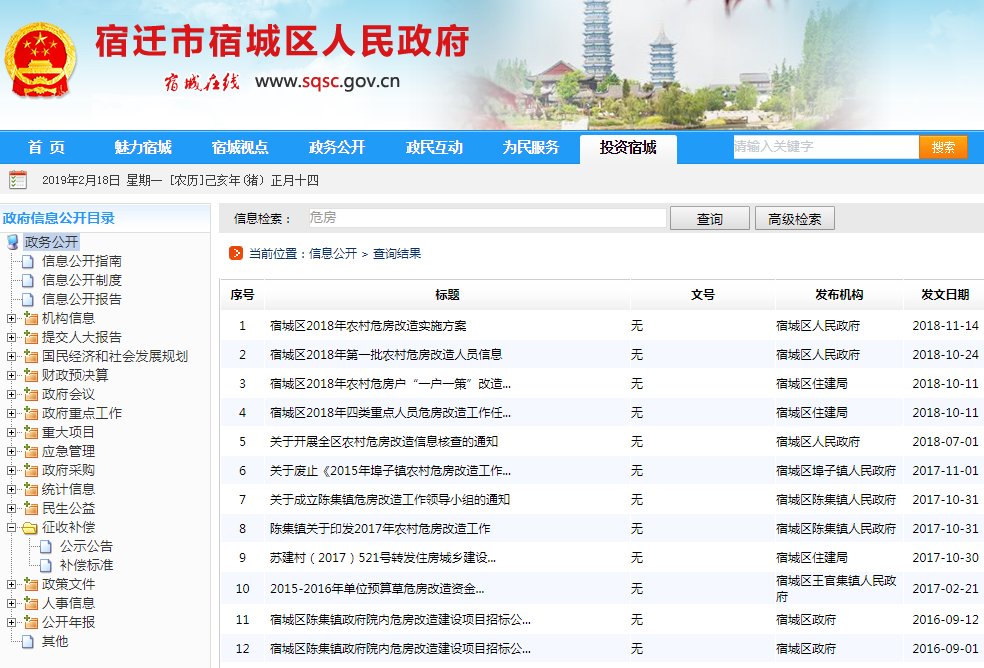 宿迁市宿城区人民政府
宿城在线 www.sqsc.gov.cn
首 页 魅力宿城 宿城视点 政务公开 政民互动 为民服务 投资宿城 请输入关键字 搜索
2019年2月18日 星期一 [农历]己亥年(猪）正月十四
政府信息公开目录
政务公开
信息公开指南
信息公开制度
信息公开报告
机构信息
提交人大报告
国民经济和社会发展规划
财政预决算
政府会议
政府重点工作
重大项目
应急管理
政府采购
统计信息
民生公益
征收补偿
公示公告
补偿标准
政策文件
人事信息
公开年报
其他
信息检索： 危房 查询 高级检索
当前位置：信息公开 > 查询结果
序号 标题 文号 发布机构 发文日期
1 宿城区2018年农村危房改造实施方案 无 宿城区人民政府 2018-11-14
2 宿城区2018年第一批农村危房改造人员信息 无 宿城区人民政府 2018-10-24
3 宿城区2018年农村危房户“一户一策”改造... 无 宿城区住建局 2018-10-11
4 宿城区2018年四类重点人员危房改造工作任... 无 宿城区住建局 2018-10-11
5 关于开展全区农村危房改造信息核查的通知 无 宿城区人民政府 2018-07-01
6 关于废止《2015年埠子镇农村危房改造工作... 无 宿城区埠子镇人民政府 2017-11-01
7 关于成立陈集镇危房改造工作领导小组的通知 无 宿城区陈集镇人民政府 2017-10-31
8 陈集镇关于印发2017年农村危房改造工作 无 宿城区陈集镇人民政府 2017-10-31
9 苏建村（2017）521号转发住房城乡建设... 无 宿城区住建局 2017-10-30
10 2015-2016年单位预算草危房改造资金... 无 宿城区王官集镇人民政府 2017-02-21
11 宿城区陈集镇政府院内危房改造建设项目招标公... 无 宿城区政府 2016-09-12
12 宿城区陈集镇政府院内危房改造建设项目招标公... 无 宿城区政府 2016-09-01